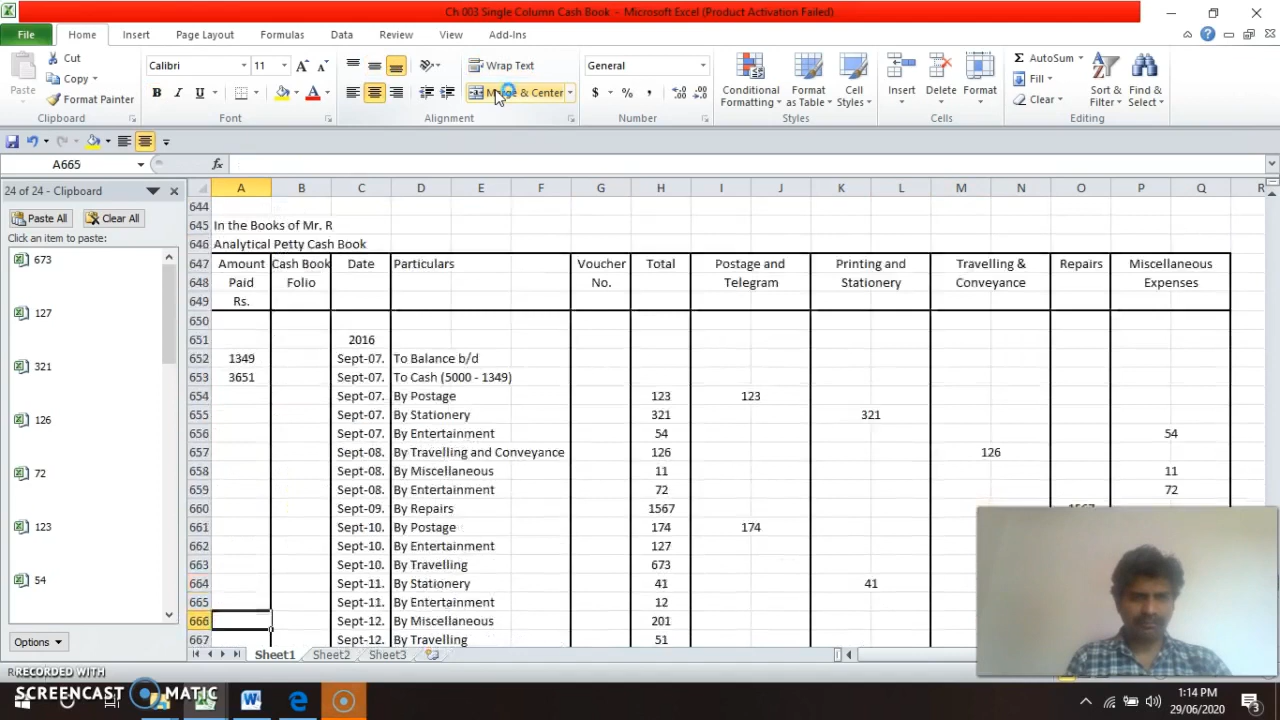 Ch 003 Single Column Cash Book - Microsoft Excel (Product Activation Failed)
File Home Insert Page Layout Formulas Data Review View Add-Ins
Cut
Copy
Format Painter
Paste
Clipboard
Calibri 11
B I U
Font
Wrap Text
Merge & Center
Alignment
General
$ % ,
Number
Conditional Formatting
Format as Table
Cell Styles
Styles
Insert Delete Format
Cells
AutoSum
Fill
Clear
Sort & Filter
Find & Select
Editing
A665 fx
24 of 24 - Clipboard
Paste All Clear All
Click an item to paste:
673
127
321
126
72
123
54
Options
A B C D E F G H I J K L M N O P Q R
644
645 In the Books of Mr. R
646 Analytical Petty Cash Book
647 Amount Cash Book Date Particulars Voucher Total Postage and Printing and Travelling & Repairs Miscellaneous
648 Paid Folio No. Telegram Stationery Conveyance Expenses
649 Rs.
650
651 2016
652 1349 Sept-07. To Balance b/d
653 3651 Sept-07. To Cash (5000 - 1349)
654 Sept-07. By Postage 123 123
655 Sept-07. By Stationery 321 321
656 Sept-07. By Entertainment 54 54
657 Sept-08. By Travelling and Conveyance 126 126
658 Sept-08. By Miscellaneous 11 11
659 Sept-08. By Entertainment 72 72
660 Sept-09. By Repairs 1567 1567
661 Sept-10. By Postage 174 174
662 Sept-10. By Entertainment 127
663 Sept-10. By Travelling 673
664 Sept-11. By Stationery 41 41
665 Sept-11. By Entertainment 12
666 Sept-12. By Miscellaneous 201
667 Sept-12. By Travelling 51
Sheet1 Sheet2 Sheet3
RECORDED WITH
SCREENCAST MATIC
1:14 PM
29/06/2020
3